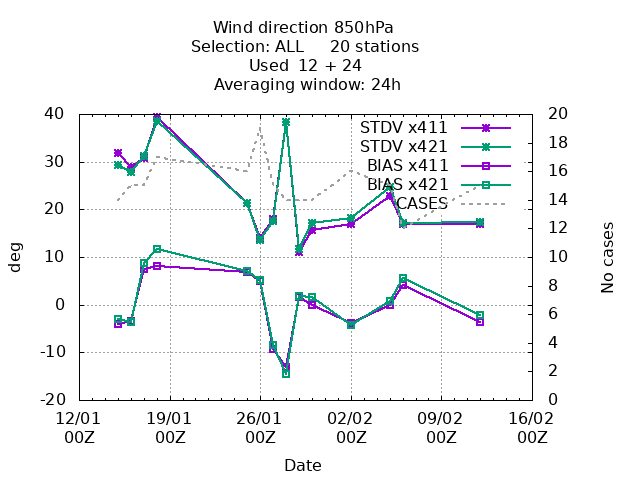 Wind direction 850hPa
Selection: ALL 20 stations
Used 12 + 24
Averaging window: 24h
STDV x411
STDV x421
BIAS x411
BIAS x421
CASES
40
30
20
10
0
-10
-20
deg
20
18
16
14
12
10
8
6
4
2
0
No cases
12/01 19/01 26/01 02/02 09/02 16/02
00Z 00Z 00Z 00Z 00Z 00Z
Date